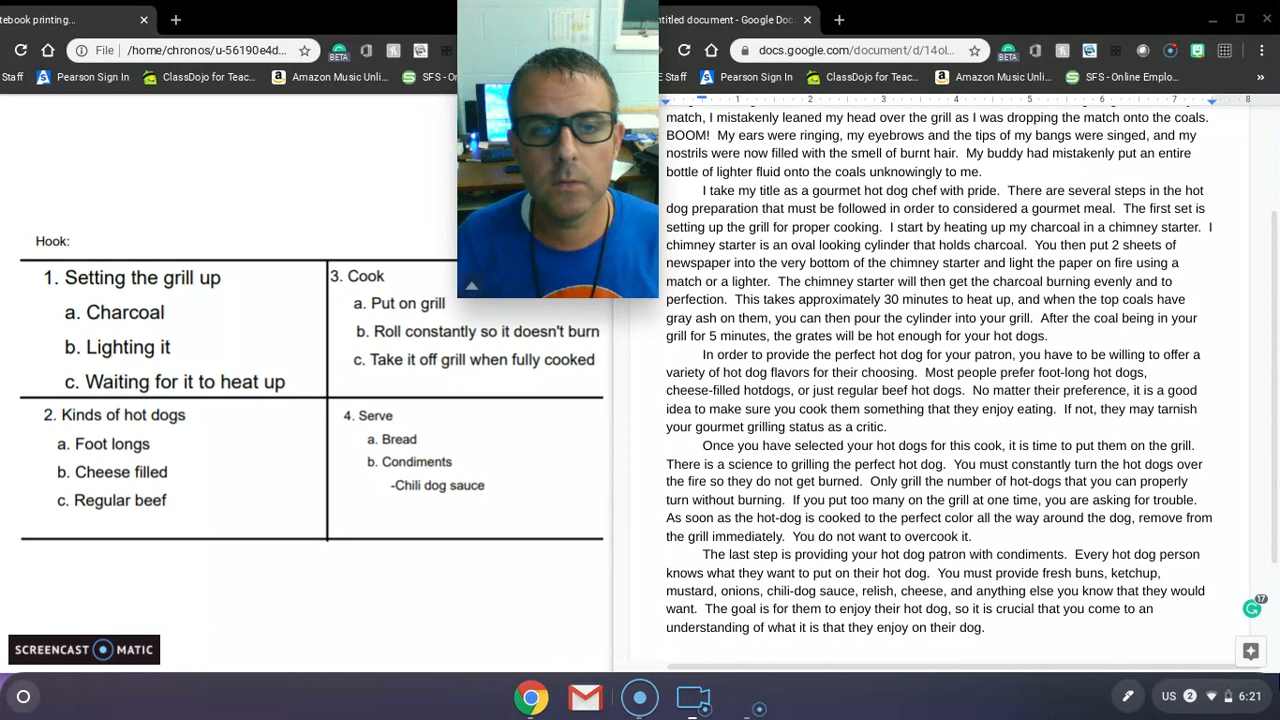 tebook printing...
File
/home/chronos/u-56190e4d...
BETA
Staff
Pearson Sign In
ClassDojo for Teac...
Amazon Music Unli...
SFS
Hook:
1. Setting the grill up
a. Charcoal
b. Lighting it
c. Waiting for it to heat up
2. Kinds of hot dogs
a. Foot longs
b. Cheese filled
c. Regular beef
3. Cook
a. Put on grill
b. Roll constantly so it doesn't burn
c. Take it off grill when fully cooked
4. Serve
a. Bread
b. Condiments
-Chili dog sauce
SCREENCAST MATIC
ntitled document - Google Doc
docs.google.com/document/d/14ol...
BETA
Staff
Pearson Sign In
ClassDojo for Teac...
Amazon Music Unli...
SFS - Online Emplo...
1 2 3 4 5 6 7 8
match, I mistakenly leaned my head over the grill as I was dropping the match onto the coals.
BOOM!  My ears were ringing, my eyebrows and the tips of my bangs were singed, and my
nostrils were now filled with the smell of burnt hair.  My buddy had mistakenly put an entire
bottle of lighter fluid onto the coals unknowingly to me.
I take my title as a gourmet hot dog chef with pride.  There are several steps in the hot
dog preparation that must be followed in order to considered a gourmet meal.  The first set is
setting up the grill for proper cooking.  I start by heating up my charcoal in a chimney starter.  I
chimney starter is an oval looking cylinder that holds charcoal.  You then put 2 sheets of
newspaper into the very bottom of the chimney starter and light the paper on fire using a
match or a lighter.  The chimney starter will then get the charcoal burning evenly and to
perfection.  This takes approximately 30 minutes to heat up, and when the top coals have
gray ash on them, you can then pour the cylinder into your grill.  After the coal being in your
grill for 5 minutes, the grates will be hot enough for your hot dogs.
In order to provide the perfect hot dog for your patron, you have to be willing to offer a
variety of hot dog flavors for their choosing.  Most people prefer foot-long hot dogs,
cheese-filled hotdogs, or just regular beef hot dogs.  No matter their preference, it is a good
idea to make sure you cook them something that they enjoy eating.  If not, they may tarnish
your gourmet grilling status as a critic.
Once you have selected your hot dogs for this cook, it is time to put them on the grill.
There is a science to grilling the perfect hot dog.  You must constantly turn the hot dogs over
the fire so they do not get burned.  Only grill the number of hot-dogs that you can properly
turn without burning.  If you put too many on the grill at one time, you are asking for trouble.
As soon as the hot-dog is cooked to the perfect color all the way around the dog, remove from
the grill immediately.  You do not want to overcook it.
The last step is providing your hot dog patron with condiments.  Every hot dog person
knows what they want to put on their hot dog.  You must provide fresh buns, ketchup,
mustard, onions, chili-dog sauce, relish, cheese, and anything else you know that they would
want.  The goal is for them to enjoy their hot dog, so it is crucial that you come to an
understanding of what it is that they enjoy on their dog.
17
US 2 6:21